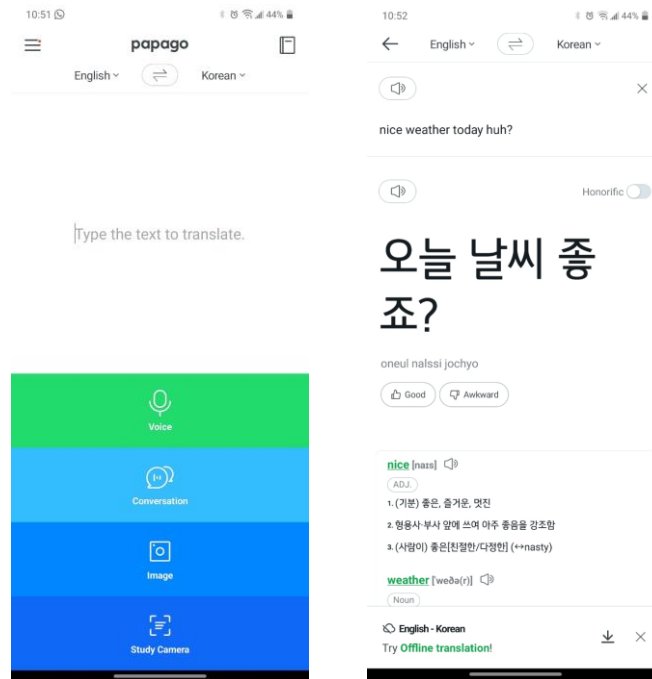 10:51 44%
papago
English Korean
Type the text to translate.
Voice
Conversation
Image
Study Camera
10:52 44%
English Korean
nice weather today huh?
Honorific
오늘 날씨 좋
죠?
oneul nalssi jochyo
Good Awkward
nice [naɪs]
ADJ.
1. (기분) 좋은, 즐거운, 멋진
2. 형용사·부사 앞에 쓰여 아주 좋음을 강조함
3. (사람이) 좋은[친절한/다정한] (↔nasty)
weather [ˈweðə(r)]
Noun
English - Korean
Try Offline translation!